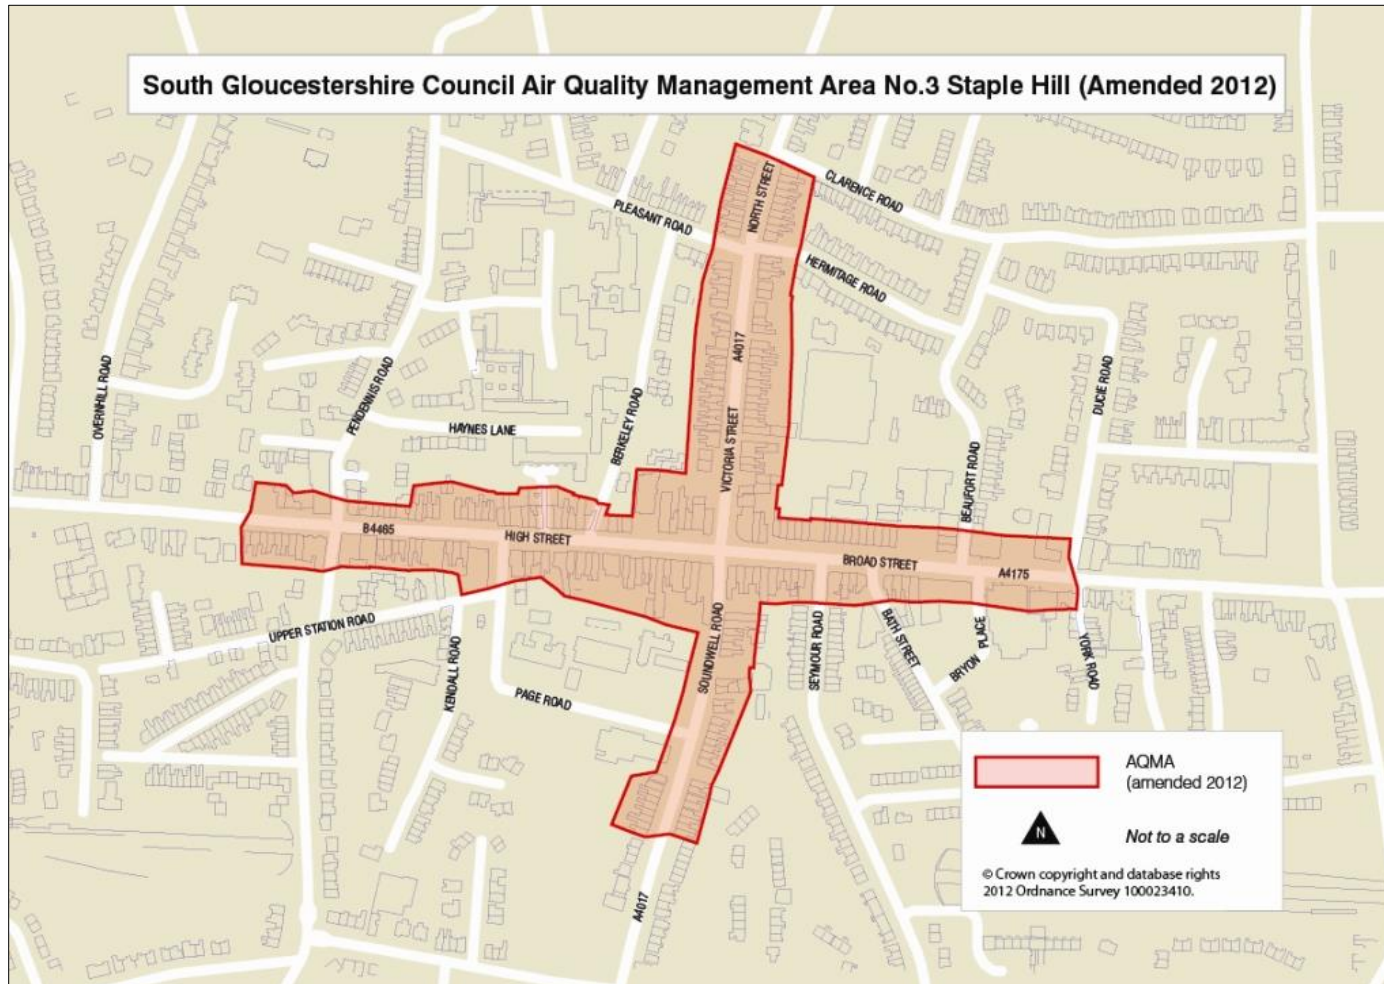 South Gloucestershire Council Air Quality Management Area No.3 Staple Hill (Amended 2012)
CLARENCE ROAD
NORTH STREET
PLEASANT ROAD
HERMITAGE ROAD
A4017
OVERNHILL ROAD
PENDENNIS ROAD
DUCIE ROAD
BERKELEY ROAD
HAYNES LANE
VICTORIA STREET
BEAUFORT ROAD
B4465
HIGH STREET
BROAD STREET
A4175
UPPER STATION ROAD
SOUNDWELL ROAD
SEYMOUR ROAD
BATH STREET
BRYON PLACE
YORK ROAD
KENDALL ROAD
PAGE ROAD
A4017
AQMA
(amended 2012)
N
Not to a scale
© Crown copyright and database rights
2012 Ordnance Survey 100023410.